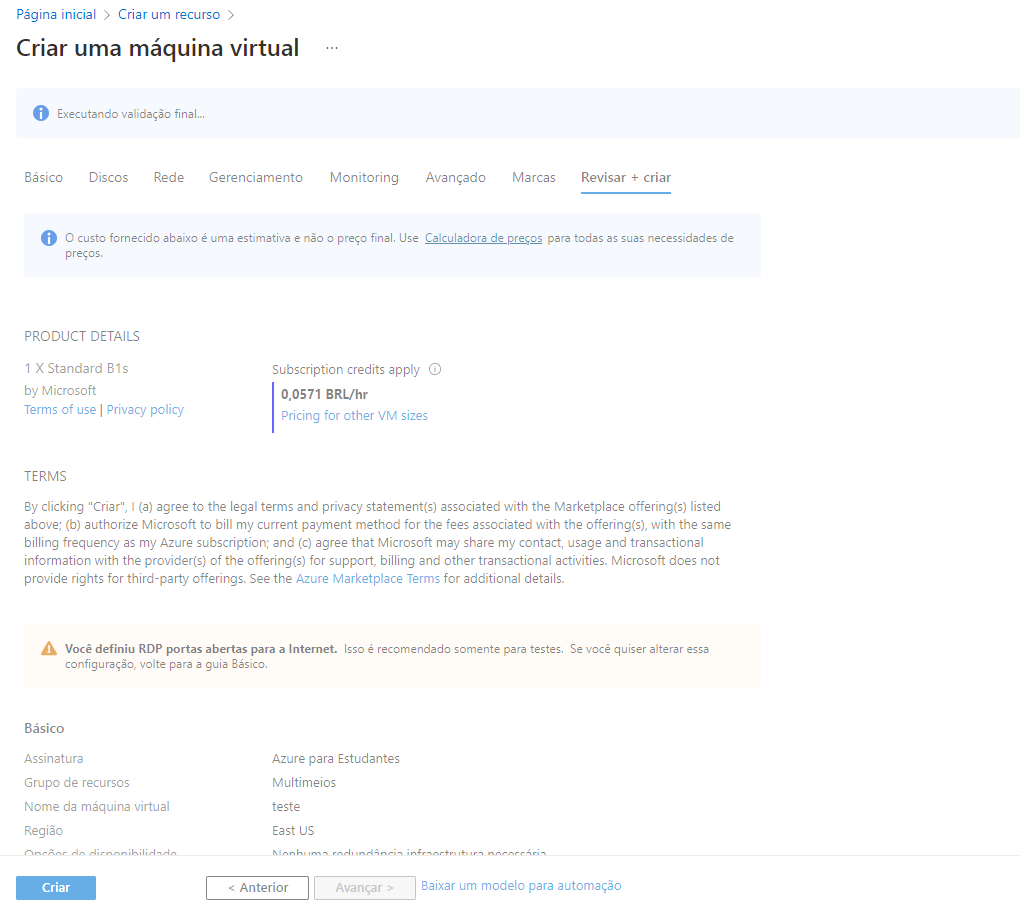 Página inicial > Criar um recurso >
Criar uma máquina virtual ...
Executando validação final...
Básico Discos Rede Gerenciamento Monitoring Avançado Marcas Revisar + criar
O custo fornecido abaixo é uma estimativa e não o preço final. Use Calculadora de preços para todas as suas necessidades de
preços.
PRODUCT DETAILS
1 X Standard B1s
by Microsoft
Terms of use | Privacy policy
Subscription credits apply
0,0571 BRL/hr
Pricing for other VM sizes
TERMS
By clicking "Criar", I (a) agree to the legal terms and privacy statement(s) associated with the Marketplace offering(s) listed
above; (b) authorize Microsoft to bill my current payment method for the fees associated with the offering(s), with the same
billing frequency as my Azure subscription; and (c) agree that Microsoft may share my contact, usage and transactional
information with the provider(s) of the offering(s) for support, billing and other transactional activities. Microsoft does not
provide rights for third-party offerings. See the Azure Marketplace Terms for additional details.
Você definiu RDP portas abertas para a Internet. Isso é recomendado somente para testes. Se você quiser alterar essa
configuração, volte para a guia Básico.
Básico
Assinatura Azure para Estudantes
Grupo de recursos Multimeios
Nome da máquina virtual teste
Região East US
Opções de disponibilidade Nenhuma redundância infraestrutura necessária
Criar < Anterior Avançar > Baixar um modelo para automação